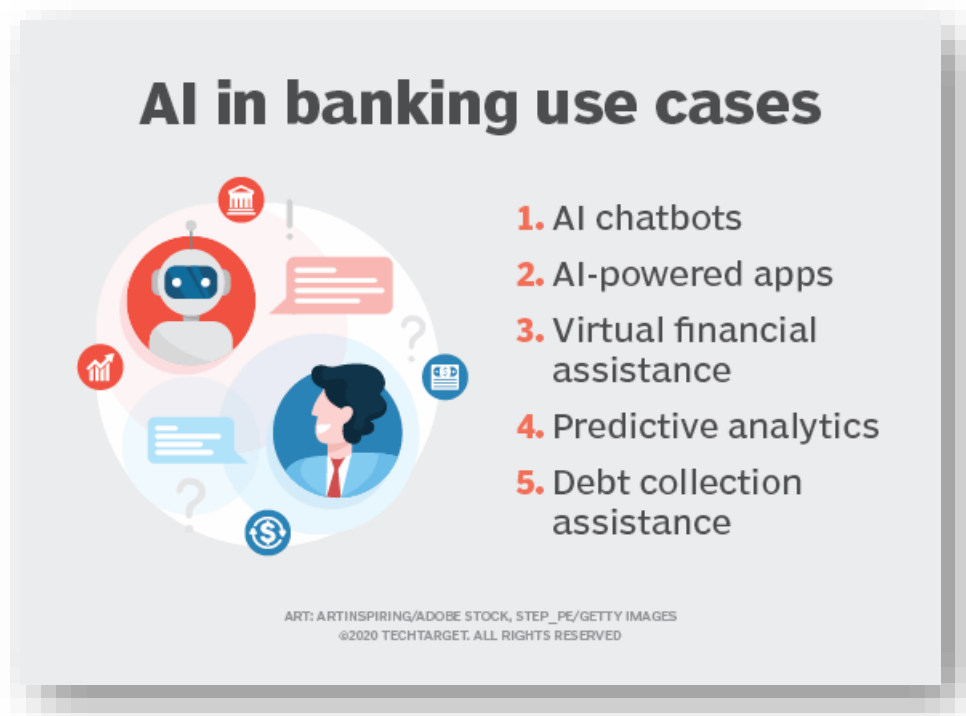 AI in banking use cases
1. AI chatbots
2. AI-powered apps
3. Virtual financial
assistance
4. Predictive analytics
5. Debt collection
assistance
ART: ARTINSPIRING/ADOBE STOCK, STEP_PE/GETTY IMAGES
©2020 TECHTARGET. ALL RIGHTS RESERVED